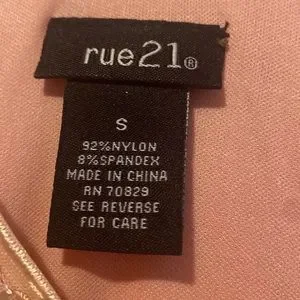 rue21®
S
92%NYLON
8%SPANDEX
MADE IN CHINA
RN 70829
SEE REVERSE
FOR CARE